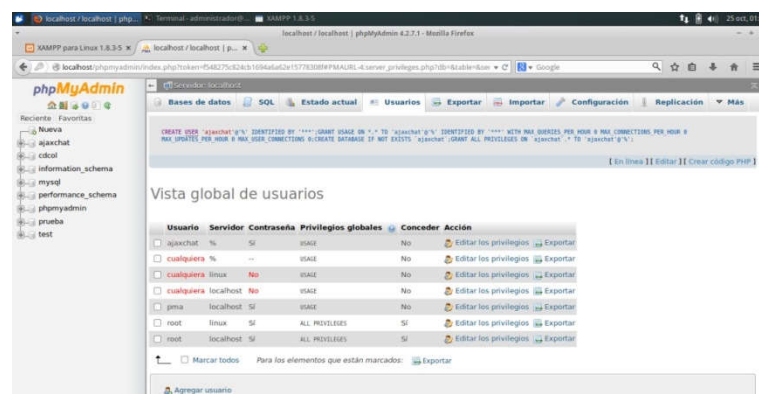 localhost / localhost | php...
Terminal - administrador@...
XAMPP 1.8.3-5
25 oct, 01:
localhost / localhost | phpMyAdmin 4.2.7.1 - Mozilla Firefox
XAMPP para Linux 1.8.3-5
localhost / localhost | p...
Google
phpMyAdmin
Reciente Favoritas
Nueva
ajaxchat
cdcol
information_schema
mysql
performance_schema
phpmyadmin
prueba
test
Servidor: localhost
Bases de datos SQL Estado actual Usuarios Exportar Importar Configuración Replicación Más
CREATE USER 'ajaxchat'@'%' IDENTIFIED BY '***';GRANT USAGE ON *.* TO 'ajaxchat'@'%' IDENTIFIED BY '***' WITH MAX_QUERIES_PER_HOUR 0 MAX_CONNECTIONS_PER_HOUR 0
MAX_UPDATES_PER_HOUR 0 MAX_USER_CONNECTIONS 0;CREATE DATABASE IF NOT EXISTS `ajaxchat`;GRANT ALL PRIVILEGES ON `ajaxchat`.* TO 'ajaxchat'@'%';
[ En línea ] [ Editar ] [ Crear código PHP ]
Vista global de usuarios
Usuario Servidor Contraseña Privilegios globales Conceder Acción
ajaxchat % Sí USAGE No Editar los privilegios Exportar
cualquiera % -- USAGE No Editar los privilegios Exportar
cualquiera linux No USAGE No Editar los privilegios Exportar
cualquiera localhost No USAGE No Editar los privilegios Exportar
pma localhost Sí USAGE No Editar los privilegios Exportar
root linux Sí ALL PRIVILEGES Sí Editar los privilegios Exportar
root localhost Sí ALL PRIVILEGES Sí Editar los privilegios Exportar
Marcar todos Para los elementos que están marcados: Exportar
Agregar usuario